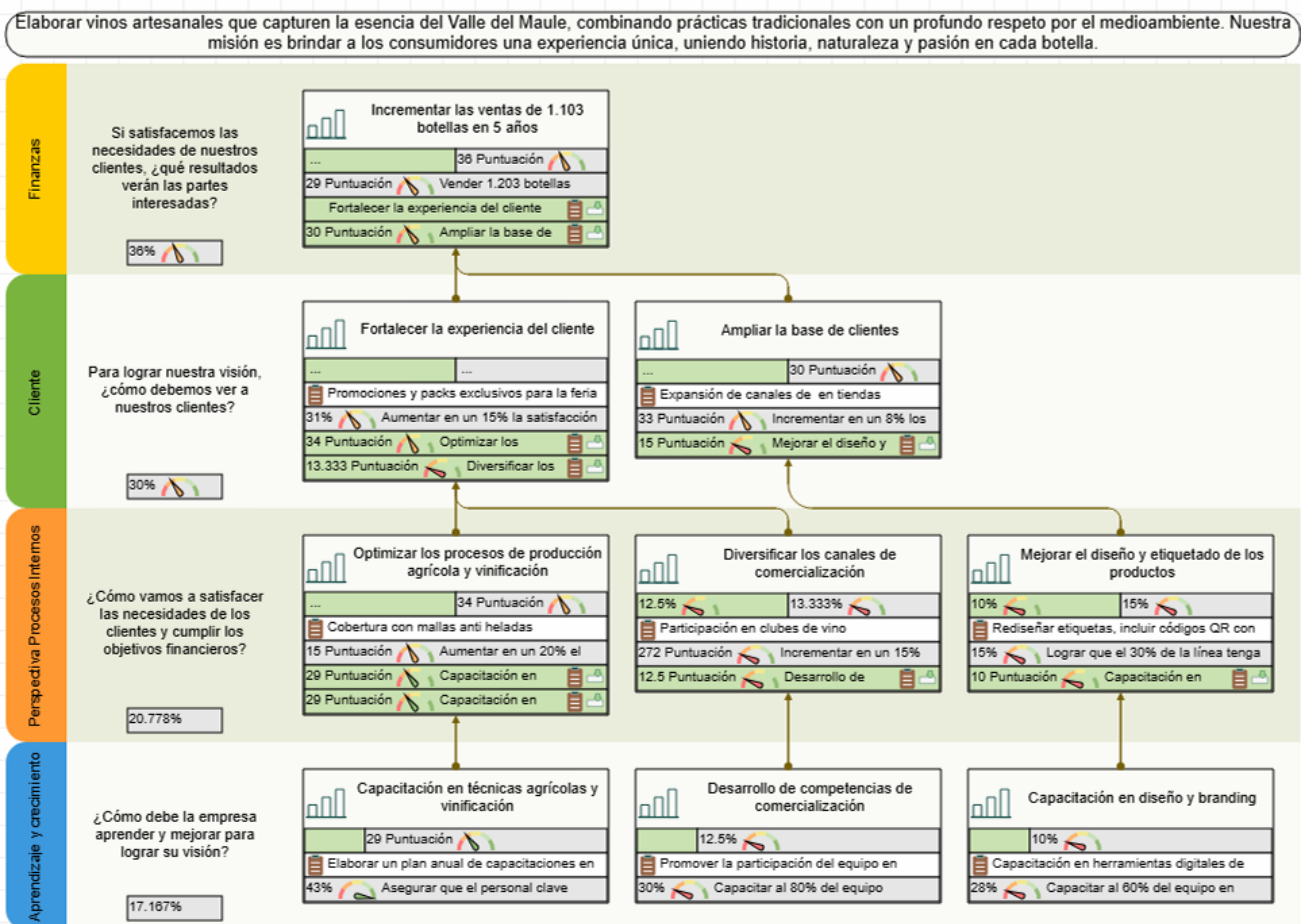 Elaborar vinos artesanales que capturen la esencia del Valle del Maule, combinando prácticas tradicionales con un profundo respeto por el medioambiente. Nuestra
misión es brindar a los consumidores una experiencia única, uniendo historia, naturaleza y pasión en cada botella.
Finanzas
Si satisfacemos las
necesidades de nuestros
clientes, ¿qué resultados
verán las partes
interesadas?
36%
Incrementar las ventas de 1.103
botellas en 5 años
... 36 Puntuación
29 Puntuación Vender 1.203 botellas
Fortalecer la experiencia del cliente
30 Puntuación Ampliar la base de
Cliente
Para lograr nuestra visión,
¿cómo debemos ver a
nuestros clientes?
30%
Fortalecer la experiencia del cliente
... ...
Promociones y packs exclusivos para la feria
31% Aumentar en un 15% la satisfacción
34 Puntuación Optimizar los
13.333 Puntuación Diversificar los
Ampliar la base de clientes
... 30 Puntuación
Expansión de canales de en tiendas
33 Puntuación Incrementar en un 8% los
15 Puntuación Mejorar el diseño y
Perspectiva Procesos Internos
¿Cómo vamos a satisfacer
las necesidades de los
clientes y cumplir los
objetivos financieros?
20.778%
Optimizar los procesos de producción
agrícola y vinificación
... 34 Puntuación
Cobertura con mallas anti heladas
15 Puntuación Aumentar en un 20% el
29 Puntuación Capacitación en
29 Puntuación Capacitación en
Diversificar los canales de
comercialización
12.5% 13.333%
Participación en clubes de vino
272 Puntuación Incrementar en un 15%
12.5 Puntuación Desarrollo de
Mejorar el diseño y etiquetado de los
productos
10% 15%
Rediseñar etiquetas, incluir códigos QR con
15% Lograr que el 30% de la línea tenga
10 Puntuación Capacitación en
Aprendizaje y crecimiento
¿Cómo debe la empresa
aprender y mejorar para
lograr su visión?
17.167%
Capacitación en técnicas agrícolas y
vinificación
29 Puntuación
Elaborar un plan anual de capacitaciones en
43% Asegurar que el personal clave
Desarrollo de competencias de
comercialización
12.5%
Promover la participación del equipo en
30% Capacitar al 80% del equipo
Capacitación en diseño y branding
10%
Capacitación en herramientas digitales de
28% Capacitar al 60% del equipo en